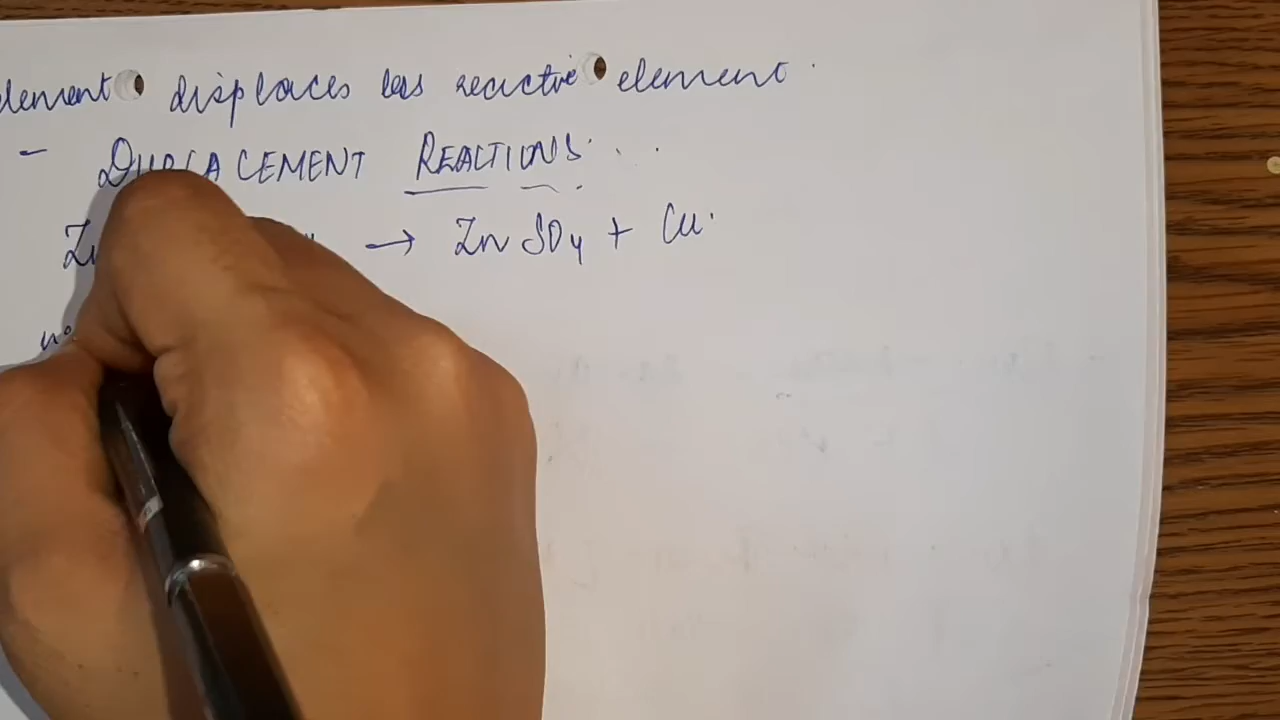 element displaces less reactive element.
- DISPLACEMENT REACTIONS...
→ ZnSO4 + Cu.